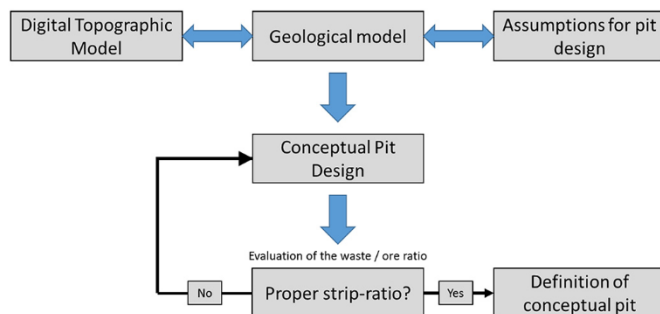 Digital Topographic
Model
Geological model
Assumptions for pit
design
Conceptual Pit
Design
Evaluation of the waste / ore ratio
No
Proper strip-ratio?
Yes
Definition of
conceptual pit